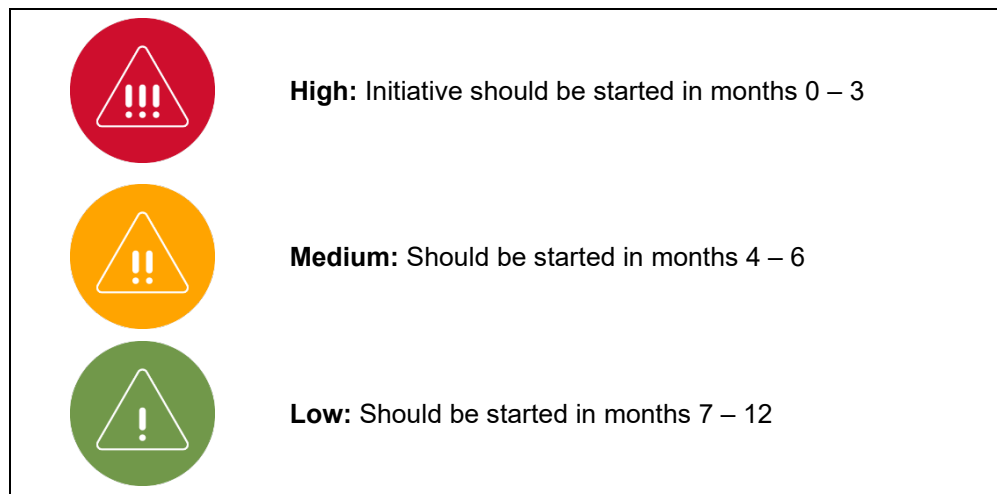 High: Initiative should be started in months 0 – 3
Medium: Should be started in months 4 – 6
Low: Should be started in months 7 – 12